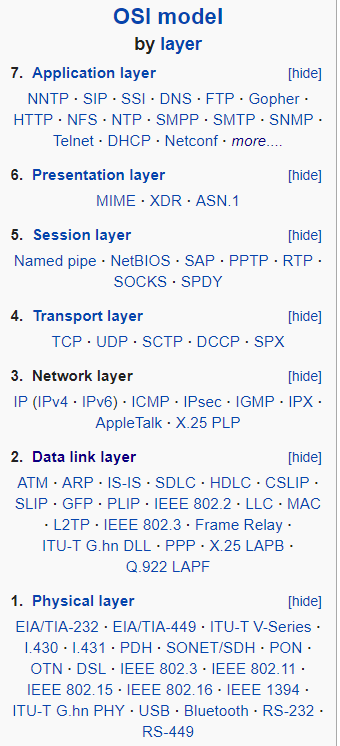 OSI model
by layer
7. Application layer [hide]
NNTP · SIP · SSI · DNS · FTP · Gopher ·
HTTP · NFS · NTP · SMPP · SMTP · SNMP ·
Telnet · DHCP · Netconf · more....
6. Presentation layer [hide]
MIME · XDR · ASN.1
5. Session layer [hide]
Named pipe · NetBIOS · SAP · PPTP · RTP ·
SOCKS · SPDY
4. Transport layer [hide]
TCP · UDP · SCTP · DCCP · SPX
3. Network layer [hide]
IP (IPv4 · IPv6) · ICMP · IPsec · IGMP · IPX ·
AppleTalk · X.25 PLP
2. Data link layer [hide]
ATM · ARP · IS-IS · SDLC · HDLC · CSLIP ·
SLIP · GFP · PLIP · IEEE 802.2 · LLC · MAC
· L2TP · IEEE 802.3 · Frame Relay ·
ITU-T G.hn DLL · PPP · X.25 LAPB ·
Q.922 LAPF
1. Physical layer [hide]
EIA/TIA-232 · EIA/TIA-449 · ITU-T V-Series ·
I.430 · I.431 · PDH · SONET/SDH · PON ·
OTN · DSL · IEEE 802.3 · IEEE 802.11 ·
IEEE 802.15 · IEEE 802.16 · IEEE 1394 ·
ITU-T G.hn PHY · USB · Bluetooth · RS-232 ·
RS-449